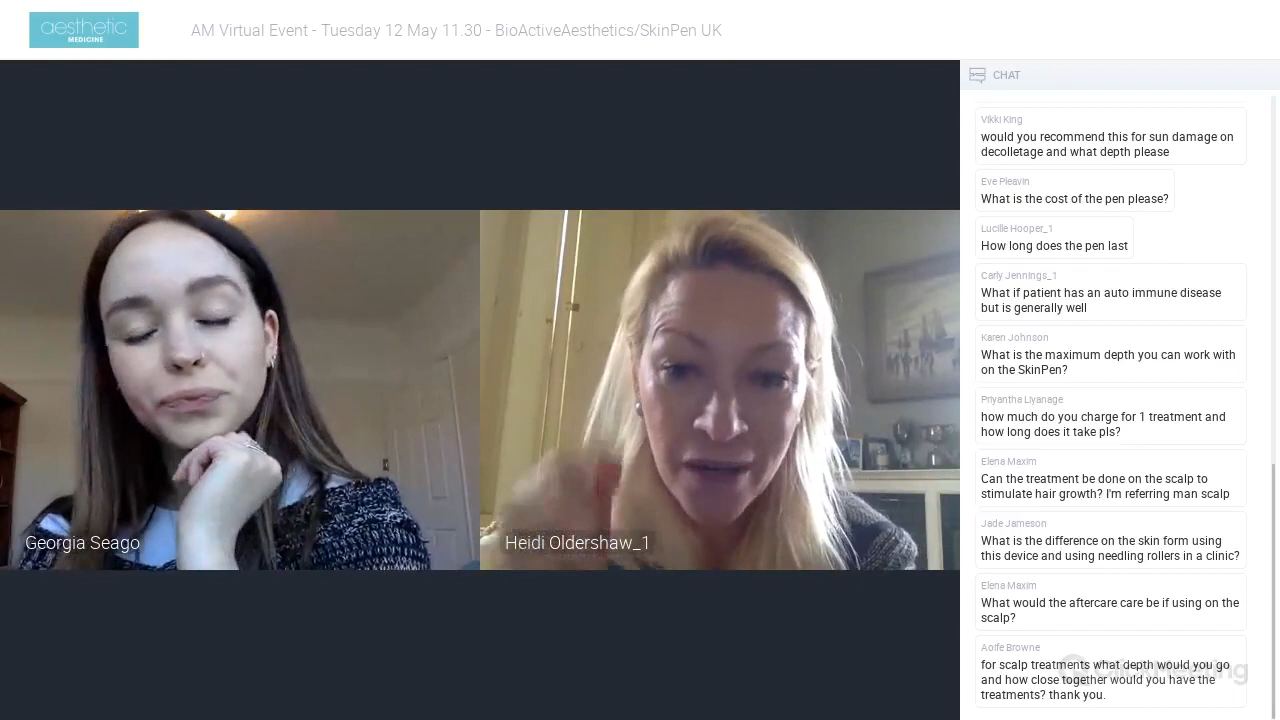 aesthetic
MEDICINE
AM Virtual Event - Tuesday 12 May 11.30 - BioActiveAesthetics/SkinPen UK
CHAT
Vikki King
would you recommend this for sun damage on
decolletage and what depth please
Eve Pleavin
What is the cost of the pen please?
Lucille Hooper_1
How long does the pen last
Carly Jennings_1
What if patient has an auto immune disease
but is generally well
Karen Johnson
What is the maximum depth you can work with
on the SkinPen?
Priyantha Liyanage
how much do you charge for 1 treatment and
how long does it take pls?
Elena Maxim
Can the treatment be done on the scalp to
stimulate hair growth? I'm referring man scalp
Jade Jameson
What is the difference on the skin form using
this device and using needling rollers in a clinic?
Elena Maxim
What would the aftercare care be if using on the
scalp?
Aoife Browne
for scalp treatments what depth would you go
and how close together would you have the
treatments? thank you.
ClickMeeting
Georgia Seago
Heidi Oldershaw_1